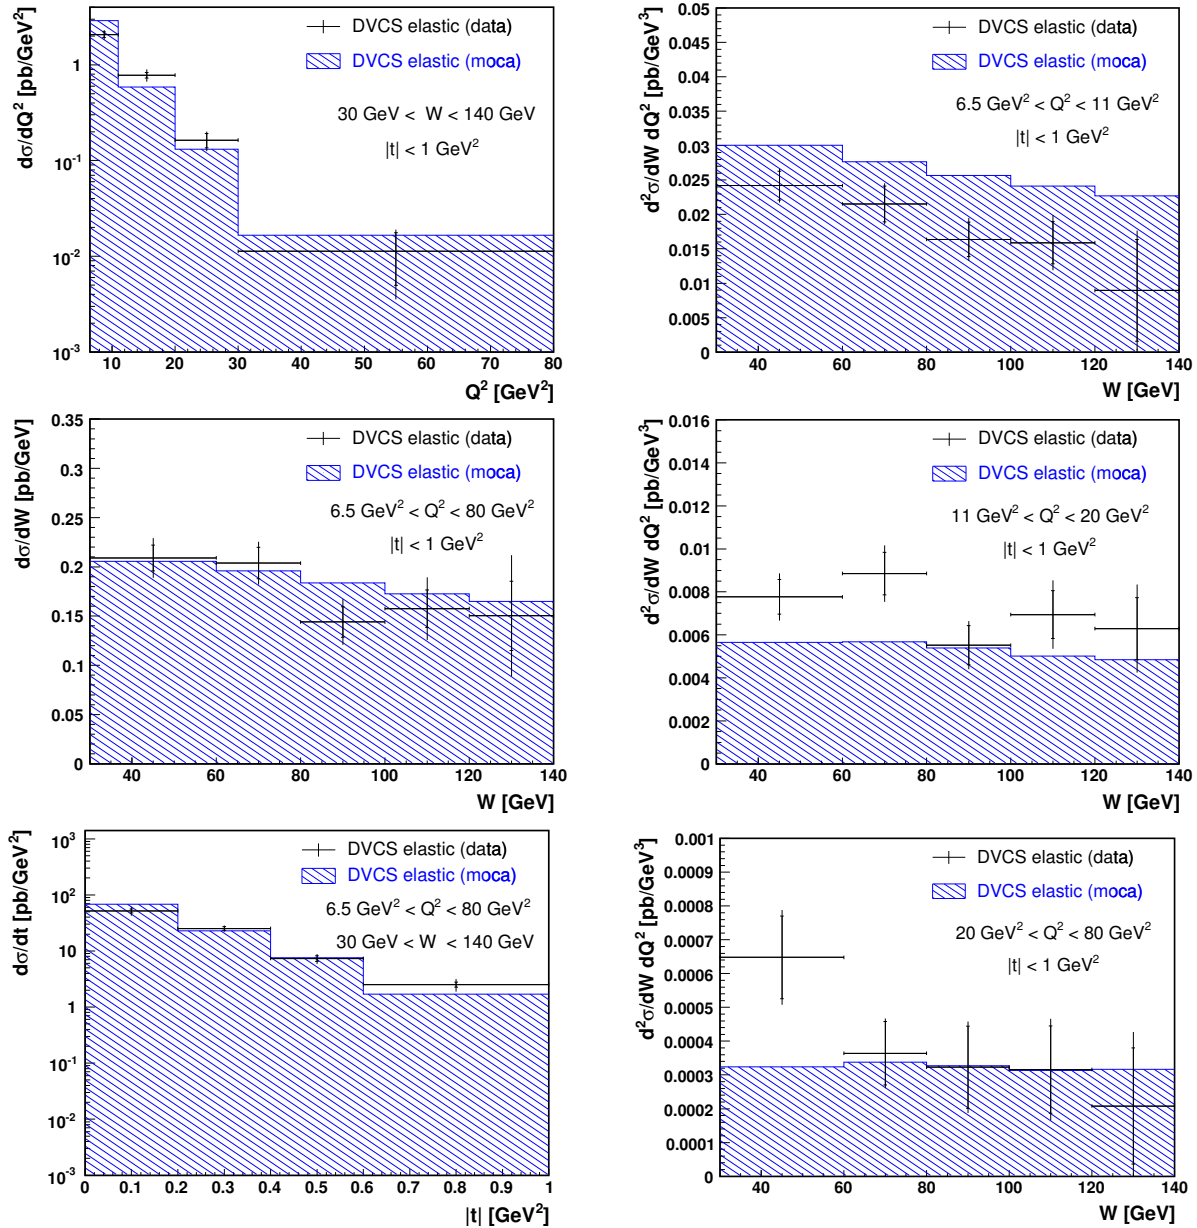 dσ/dQ² [pb/GeV²]
1
10⁻¹
10⁻²
10⁻³
DVCS elastic (data)
DVCS elastic (moca)
30 GeV < W < 140 GeV
|t| < 1 GeV²
10 20 30 40 50 60 70 80
Q² [GeV²]
d²σ/dW dQ² [pb/GeV³]
0.05
0.045
0.04
0.035
0.03
0.025
0.02
0.015
0.01
0.005
0
DVCS elastic (data)
DVCS elastic (moca)
6.5 GeV² < Q² < 11 GeV²
|t| < 1 GeV²
40 60 80 100 120 140
W [GeV]
dσ/dW [pb/GeV]
0.35
0.3
0.25
0.2
0.15
0.1
0.05
0
DVCS elastic (data)
DVCS elastic (moca)
6.5 GeV² < Q² < 80 GeV²
|t| < 1 GeV²
40 60 80 100 120 140
W [GeV]
d²σ/dW dQ² [pb/GeV³]
0.016
0.014
0.012
0.01
0.008
0.006
0.004
0.002
0
DVCS elastic (data)
DVCS elastic (moca)
11 GeV² < Q² < 20 GeV²
|t| < 1 GeV²
40 60 80 100 120 140
W [GeV]
dσ/dt [pb/GeV²]
10³
10²
10
1
10⁻¹
10⁻²
10⁻³
DVCS elastic (data)
DVCS elastic (moca)
6.5 GeV² < Q² < 80 GeV²
30 GeV < W < 140 GeV
0 0.1 0.2 0.3 0.4 0.5 0.6 0.7 0.8 0.9 1
|t| [GeV²]
d²σ/dW dQ² [pb/GeV³]
0.001
0.0009
0.0008
0.0007
0.0006
0.0005
0.0004
0.0003
0.0002
0.0001
0
DVCS elastic (data)
DVCS elastic (moca)
20 GeV² < Q² < 80 GeV²
|t| < 1 GeV²
40 60 80 100 120 140
W [GeV]